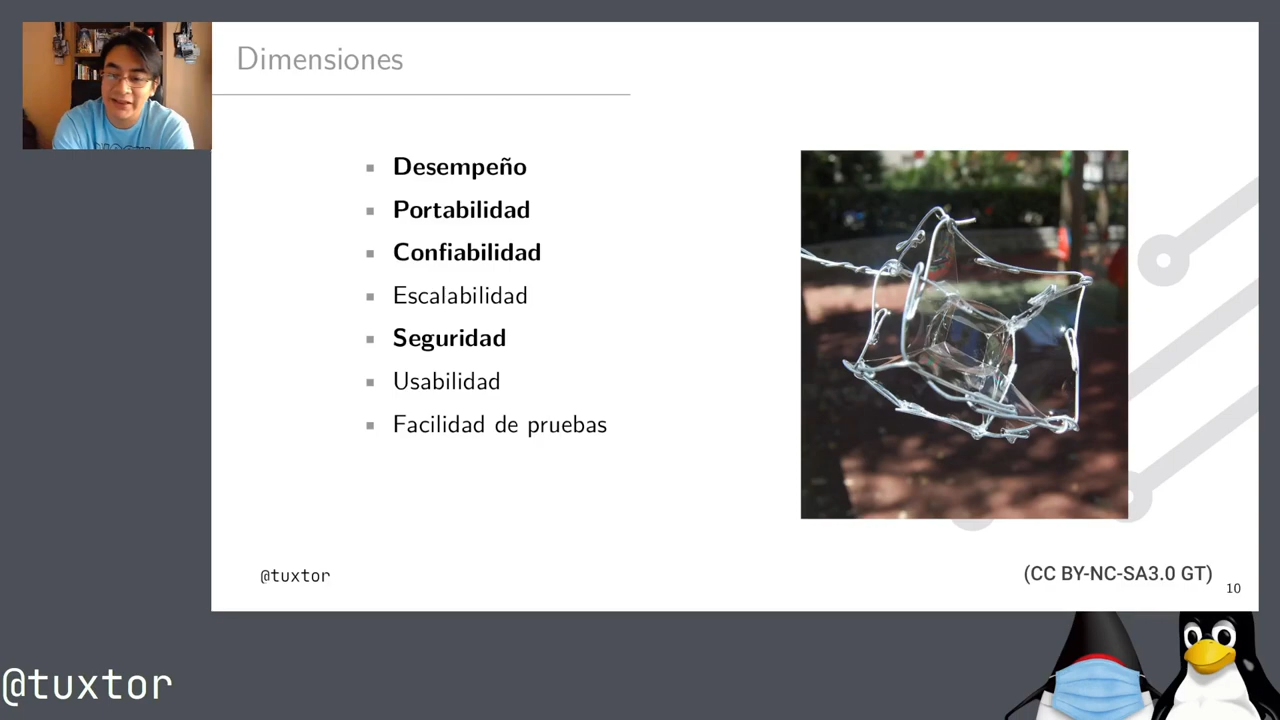 Dimensiones
Desempeño
Portabilidad
Confiabilidad
Escalabilidad
Seguridad
Usabilidad
Facilidad de pruebas
@tuxtor
(CC BY-NC-SA3.0 GT)
10
@tuxtor